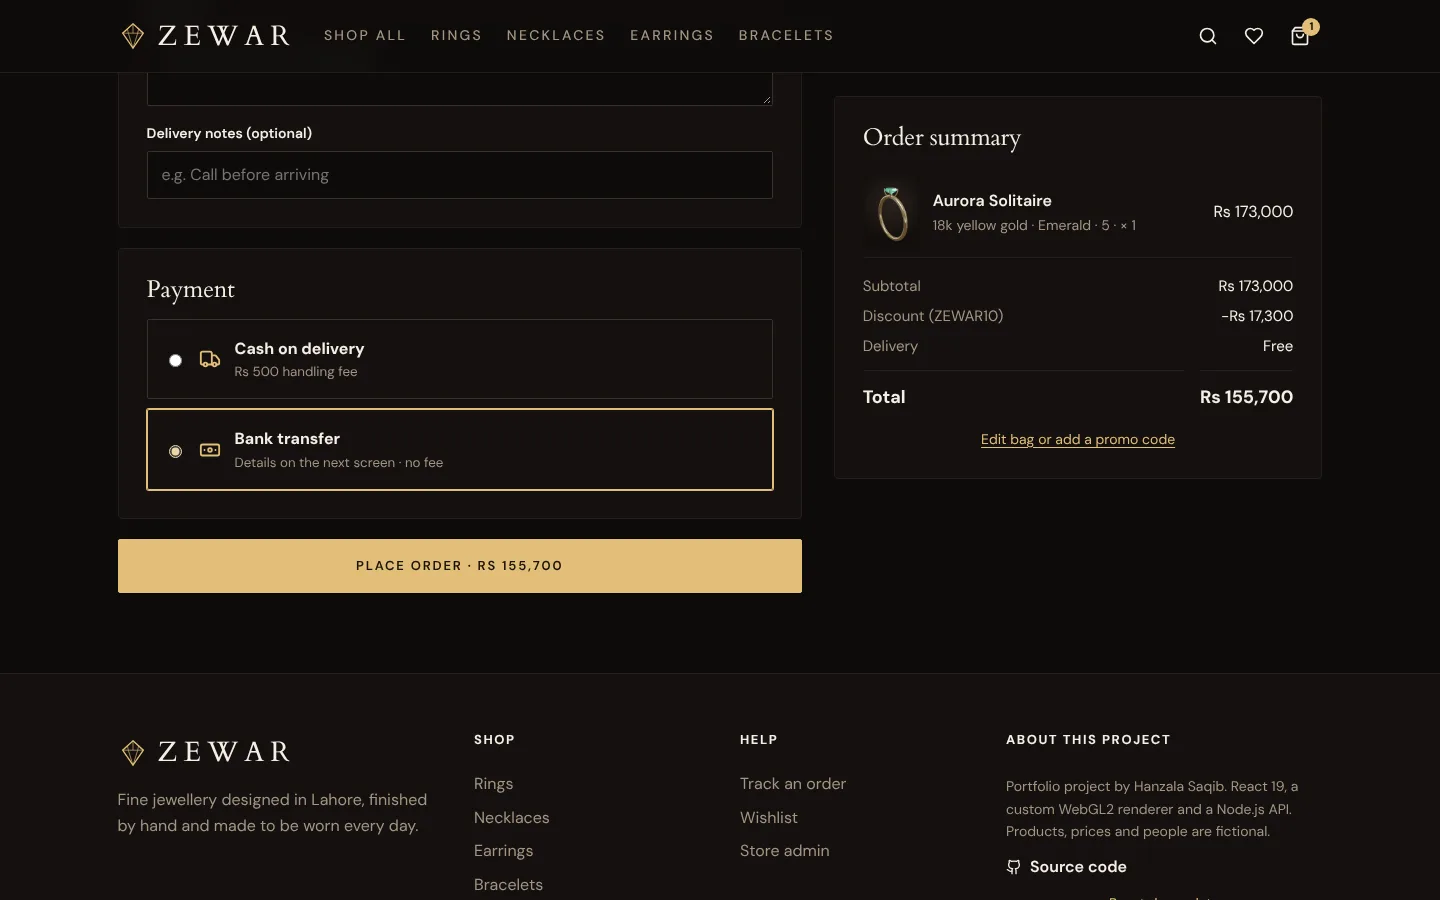 ZEWAR
SHOP ALL
RINGS
NECKLACES
EARRINGS
BRACELETS
1
Delivery notes (optional)
e.g. Call before arriving
Payment
Cash on delivery
Rs 500 handling fee
Bank transfer
Details on the next screen · no fee
PLACE ORDER · RS 155,700
Order summary
Aurora Solitaire
18k yellow gold · Emerald · 5 · × 1
Rs 173,000
Subtotal
Rs 173,000
Discount (ZEWAR10)
−Rs 17,300
Delivery
Free
Total
Rs 155,700
Edit bag or add a promo code
ZEWAR
Fine jewellery designed in Lahore, finished
by hand and made to be worn every day.
SHOP
Rings
Necklaces
Earrings
Bracelets
HELP
Track an order
Wishlist
Store admin
ABOUT THIS PROJECT
Portfolio project by Hanzala Saqib. React 19, a
custom WebGL2 renderer and a Node.js API.
Products, prices and people are fictional.
Source code